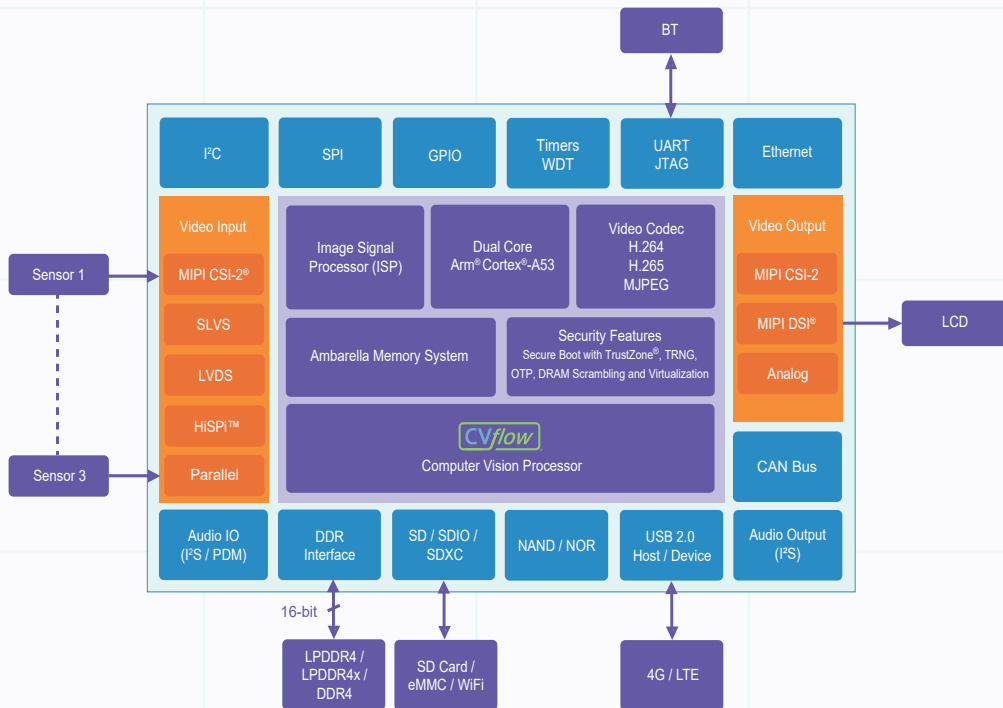 BT
I²C
SPI
GPIO
Timers
WDT
UART
JTAG
Ethernet
Video Input
MIPI CSI-2®
SLVS
LVDS
HiSPi™
Parallel
Sensor 1
Sensor 3
Image Signal
Processor (ISP)
Dual Core
Arm® Cortex®-A53
Video Codec
H.264
H.265
MJPEG
Ambarella Memory System
Security Features
Secure Boot with TrustZone®, TRNG,
OTP, DRAM Scrambling and Virtualization
CVflow
Computer Vision Processor
Video Output
MIPI CSI-2
MIPI DSI®
Analog
LCD
CAN Bus
Audio IO
(I²S / PDM)
DDR
Interface
SD / SDIO /
SDXC
NAND / NOR
USB 2.0
Host / Device
Audio Output
(I²S)
16-bit
LPDDR4 /
LPDDR4x /
DDR4
SD Card /
eMMC / WiFi
4G / LTE